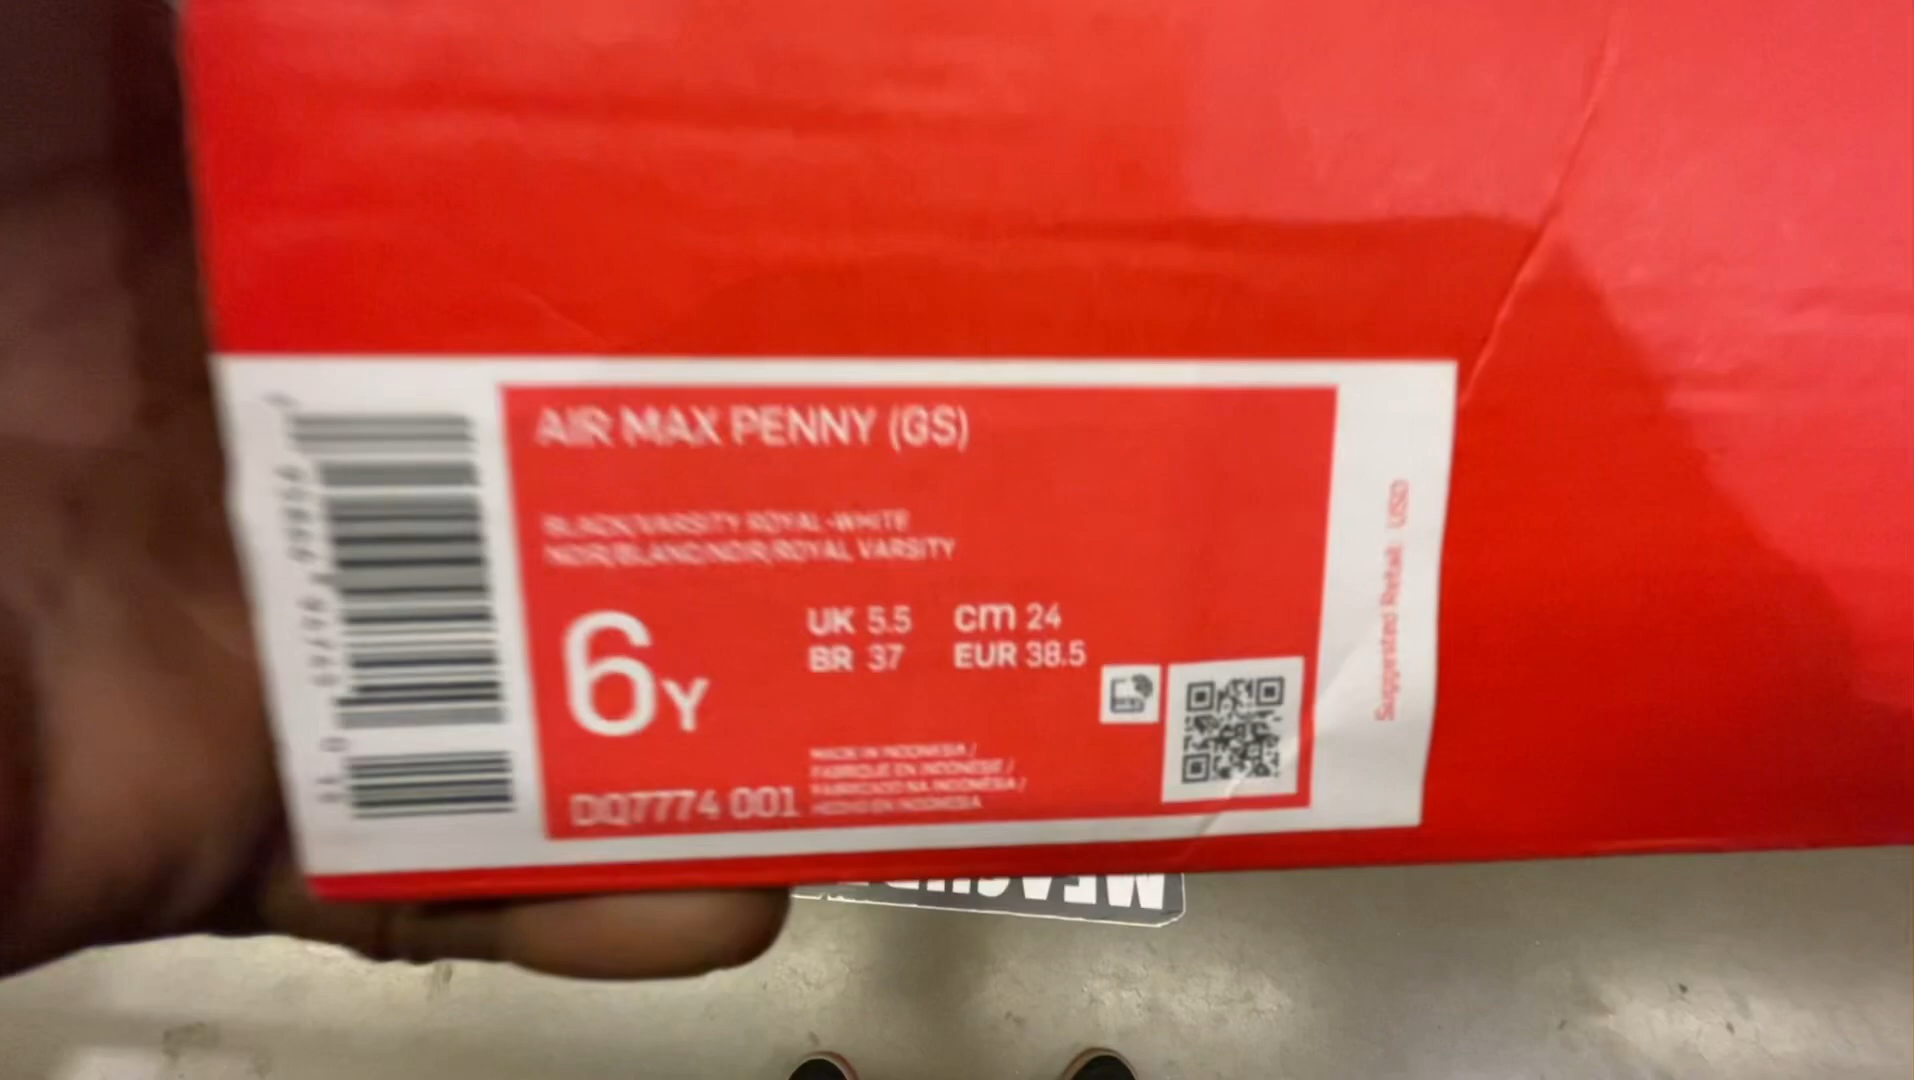 AIR MAX PENNY (GS)
BLACK/VARSITY ROYAL-WHITE
NOIR/BLANC/NOIR/ROYAL VARSITY
6Y
UK 5.5 cm 24
BR 37 EUR 38.5
MADE IN INDONESIA /
FABRIQUE EN INDONESIE /
FABRICADO NA INDONESIA /
HECHO EN INDONESIA
DQ7774 001
Suggested Retail: USD